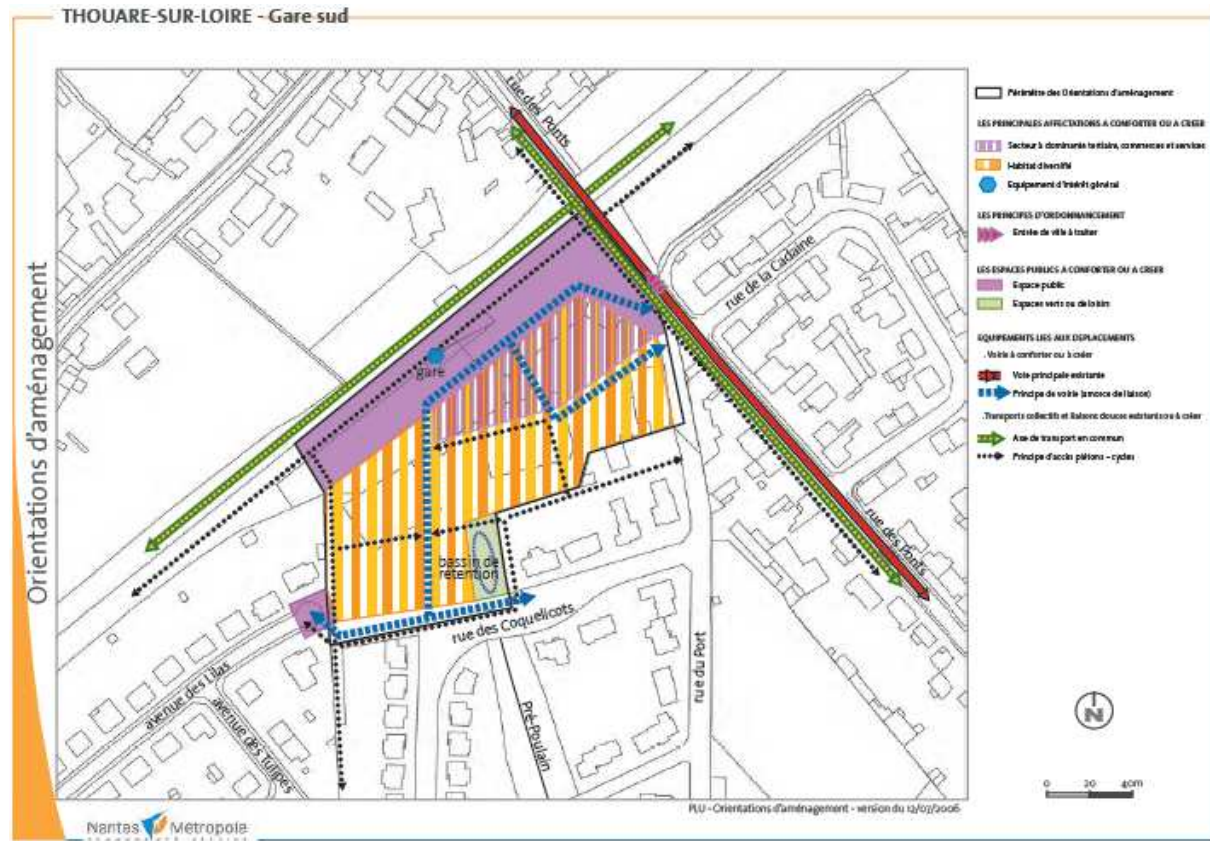 THOUARE-SUR-LOIRE - Gare sud
Orientations d'aménagement
rue des Ponts
rue de la Cadaine
gare
bassin de
rétention
rue des Coquelicots
avenue des Lilas
avenue des Tulipes
Pré-Poulain
rue du Port
rue des Ponts
Périmètre des Orientations d'aménagement
LES PRINCIPALES AFFECTATIONS A CONFORTER OU A CREER
Secteur à dominante tertiaire, commerces et services
Habitat diversifié
Equipement d'intérêt général
LES PRINCIPES D'ORDONNANCEMENT
Entrée de ville à traiter
LES ESPACES PUBLICS A CONFORTER OU A CREER
Espace public
Espaces verts ou de loisirs
EQUIPEMENTS LIES AUX DEPLACEMENTS
. Voirie à conforter ou à créer
Voie principale existante
Principe de voirie (amorce de liaison)
.Transports collectifs et liaisons douces existants ou à créer
Axe de transport en commun
Principe d'accès piétons - cycles
N
0 20 40m
PLU - Orientations d'aménagement - version du 12/07/2006
Nantes Métropole
COMMUNAUTÉ URBAINE